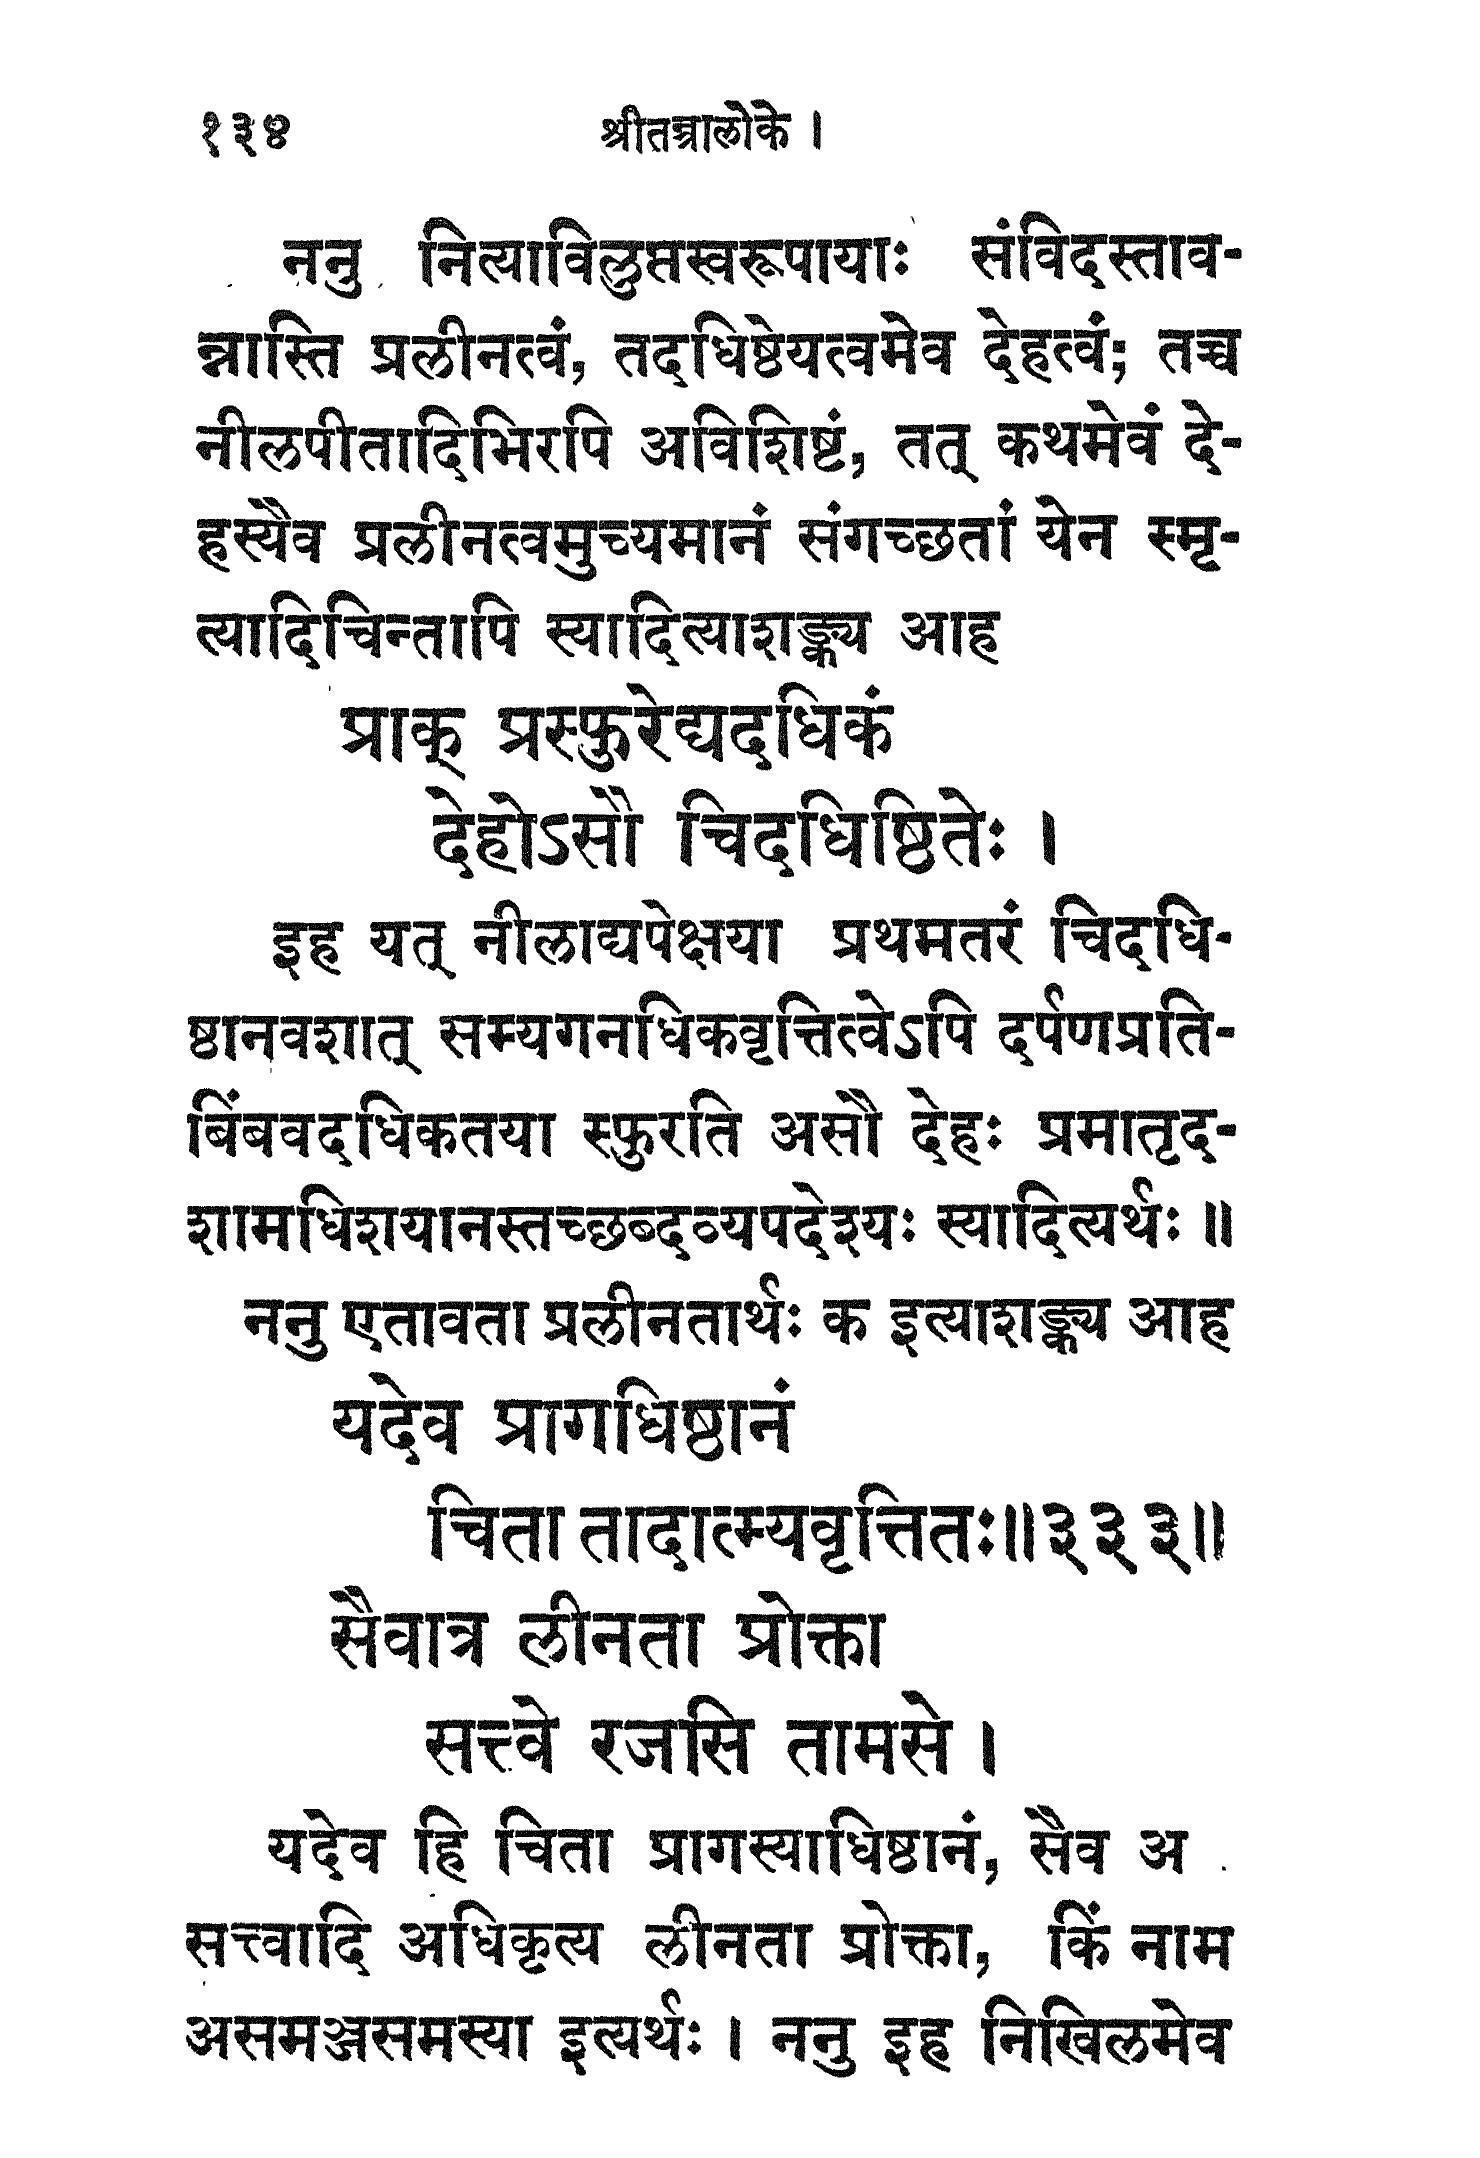 १३४ श्रीतन्त्रालोके ।
ननु नित्याविलुप्तस्वरूपायाः संविदस्ताव-
न्नास्ति प्रलीनत्वं, तदधिष्ठेयत्वमेव देहत्वं; तच्च
नीलपीतादिभिरपि अविशिष्टं, तत् कथमेवं दे-
हस्यैव प्रलीनत्वमुच्यमानं संगच्छतां येन स्मृ-
त्यादिचिन्तापि स्यादित्याशङ्क्य आह
प्राक् प्रस्फुरेद्यदधिकं
देहोऽसौ चिदधिष्ठितेः ।
इह यत् नीलाद्यपेक्षया प्रथमतरं चिदधि-
ष्ठानवशात् सम्यगनधिकवृत्तित्वेऽपि दर्पणप्रति-
बिंबवदधिकतया स्फुरति असौ देहः प्रमातृद-
शामधिशयानस्तच्छब्दव्यपदेश्यः स्यादित्यर्थः ॥
ननु एतावता प्रलीनतार्थः क इत्याशङ्क्य आह
यदेव प्रागधिष्ठानं
चिता तादात्म्यवृत्तितः॥३३३॥
सैवात्र लीनता प्रोक्ता
सत्त्वे रजसि तामसे ।
यदेव हि चिता प्रागस्याधिष्ठानं, सैव अ
सत्त्वादि अधिकृत्य लीनता प्रोक्ता, किं नाम
असमञ्जसमस्या इत्यर्थः । ननु इह निखिलमेव